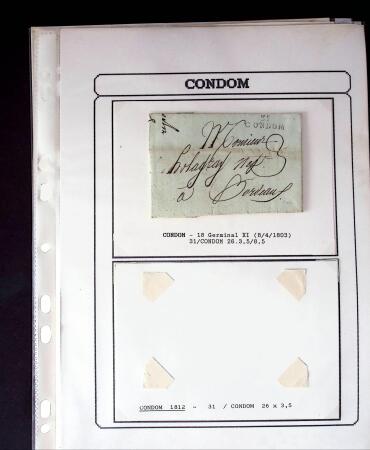 CONDOM
31
CONDOM
Monsieur
à Bordeaux
CONDOM - 18 Germinal XI (8/4/1803)
31/CONDOM 26.3,5/8,5
CONDOM 1812 - 31 / CONDOM 26 x 3,5